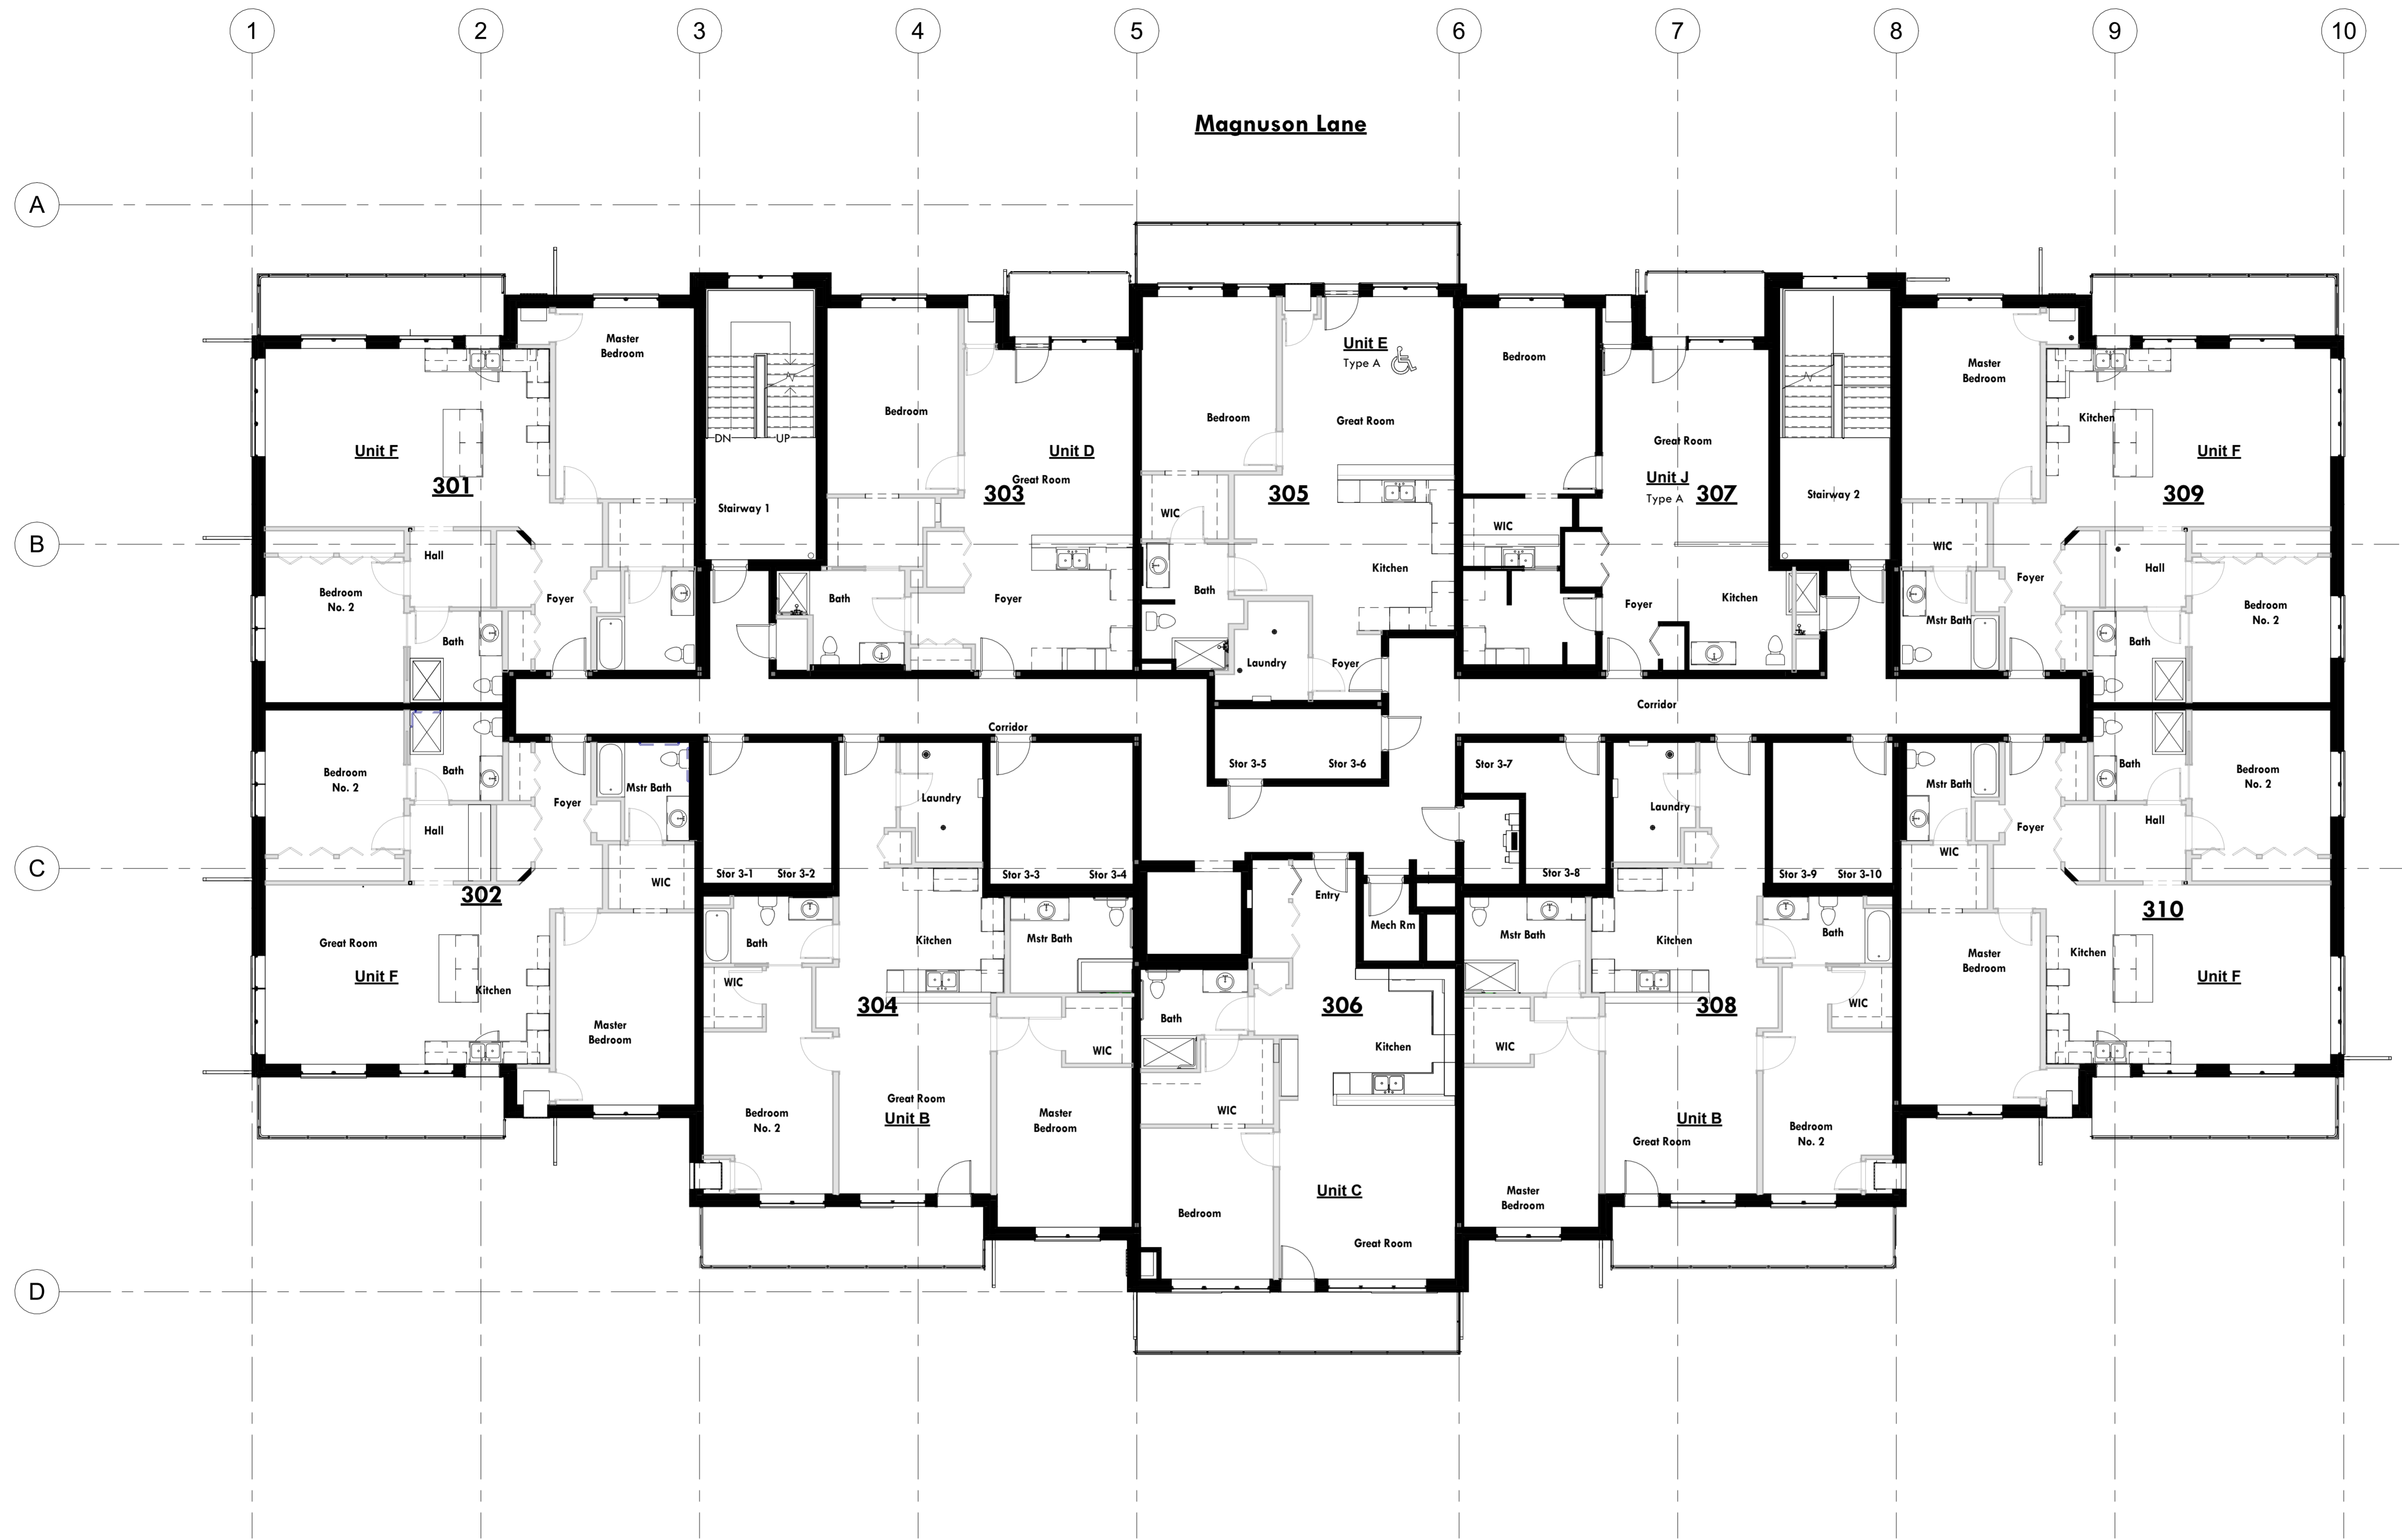 1 2 3 4 5 6 7 8 9 10
Magnuson Lane
A
Master
Bedroom
Unit F
301
Hall
Bedroom
No. 2
Foyer
Bath
DN
UP
Stairway 1
Bedroom
Unit D
Great Room
303
Bath
Foyer
Unit E
Type A
Bedroom
Great Room
305
WIC
Kitchen
Bath
Laundry
Foyer
Bedroom
Great Room
Unit J
Type A
307
WIC
Foyer
Kitchen
Stairway 2
Master
Bedroom
Kitchen
Unit F
309
WIC
Foyer
Hall
Mstr Bath
Bath
Bedroom
No. 2
B
Corridor
Corridor
Bedroom
No. 2
Bath
Hall
Foyer
Mstr Bath
WIC
302
Great Room
Unit F
Kitchen
Master
Bedroom
C
Stor 3-1
Stor 3-2
Laundry
Stor 3-3
Stor 3-4
Bath
WIC
Kitchen
Mstr Bath
304
WIC
Great Room
Unit B
Bedroom
No. 2
Master
Bedroom
Stor 3-5
Stor 3-6
Entry
Mech Rm
Bath
306
Kitchen
WIC
Unit C
Bedroom
Great Room
Stor 3-7
Stor 3-8
Laundry
Stor 3-9
Stor 3-10
Mstr Bath
Kitchen
Bath
WIC
308
WIC
Unit B
Great Room
Master
Bedroom
Bedroom
No. 2
Mstr Bath
Foyer
Bath
Hall
Bedroom
No. 2
WIC
310
Kitchen
Unit F
Master
Bedroom
D